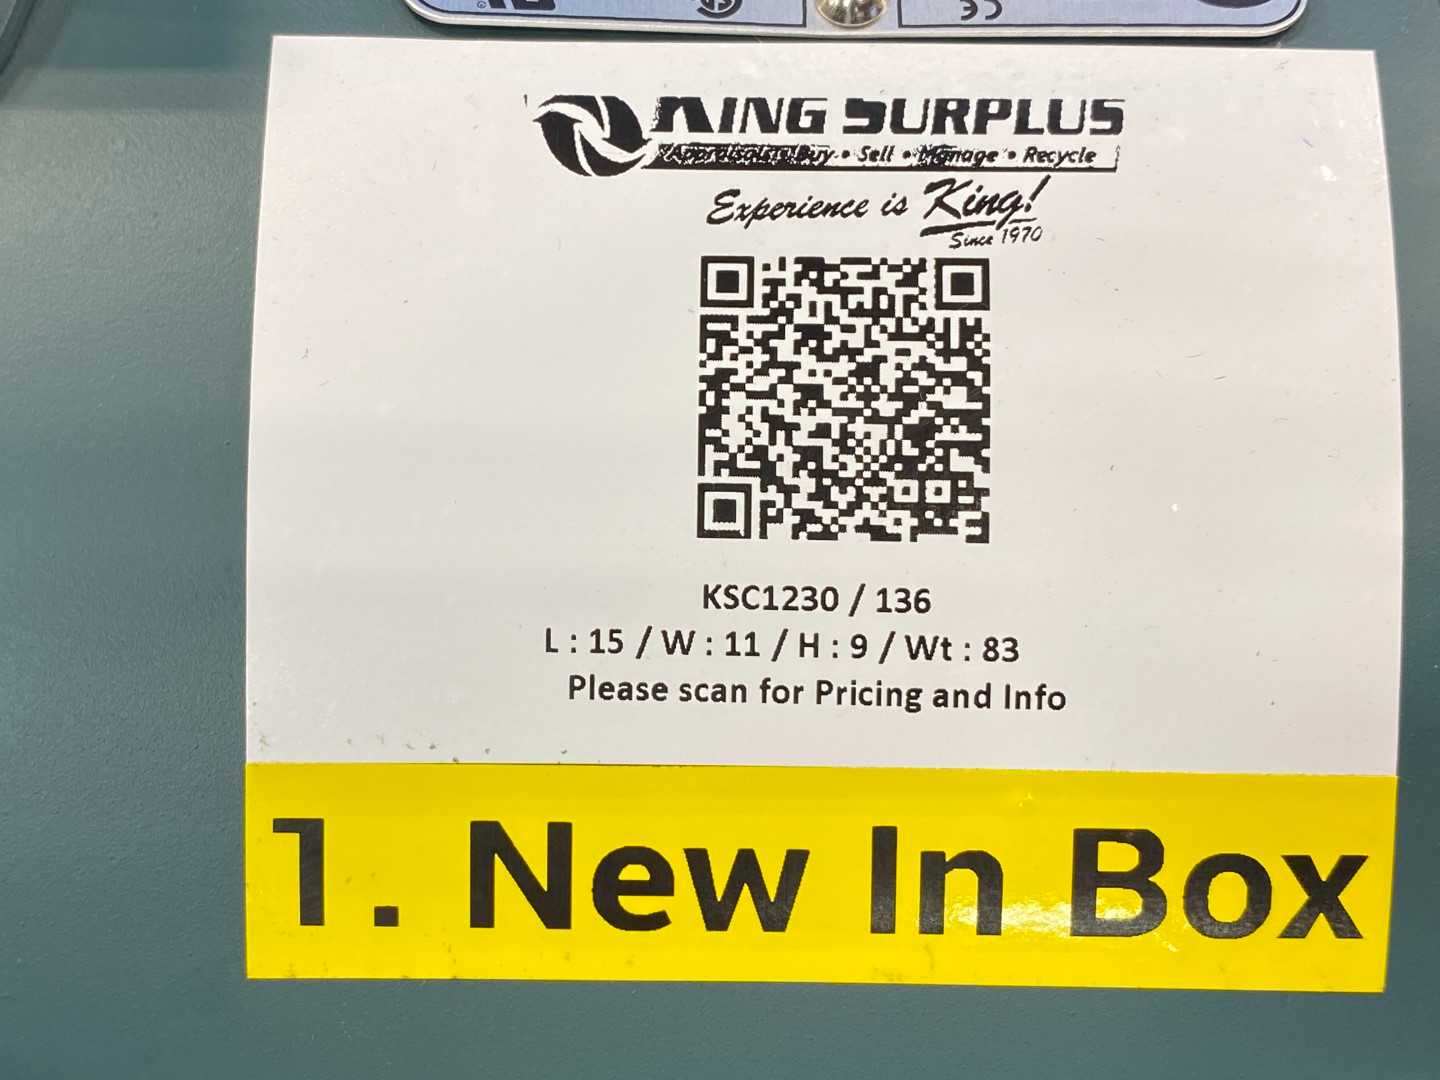 KING SURPLUS
Appraisals • Buy • Sell • Manage • Recycle
Experience is King!
Since 1970
KSC1230 / 136
L : 15 / W : 11 / H : 9 / Wt : 83
Please scan for Pricing and Info
1. New In Box